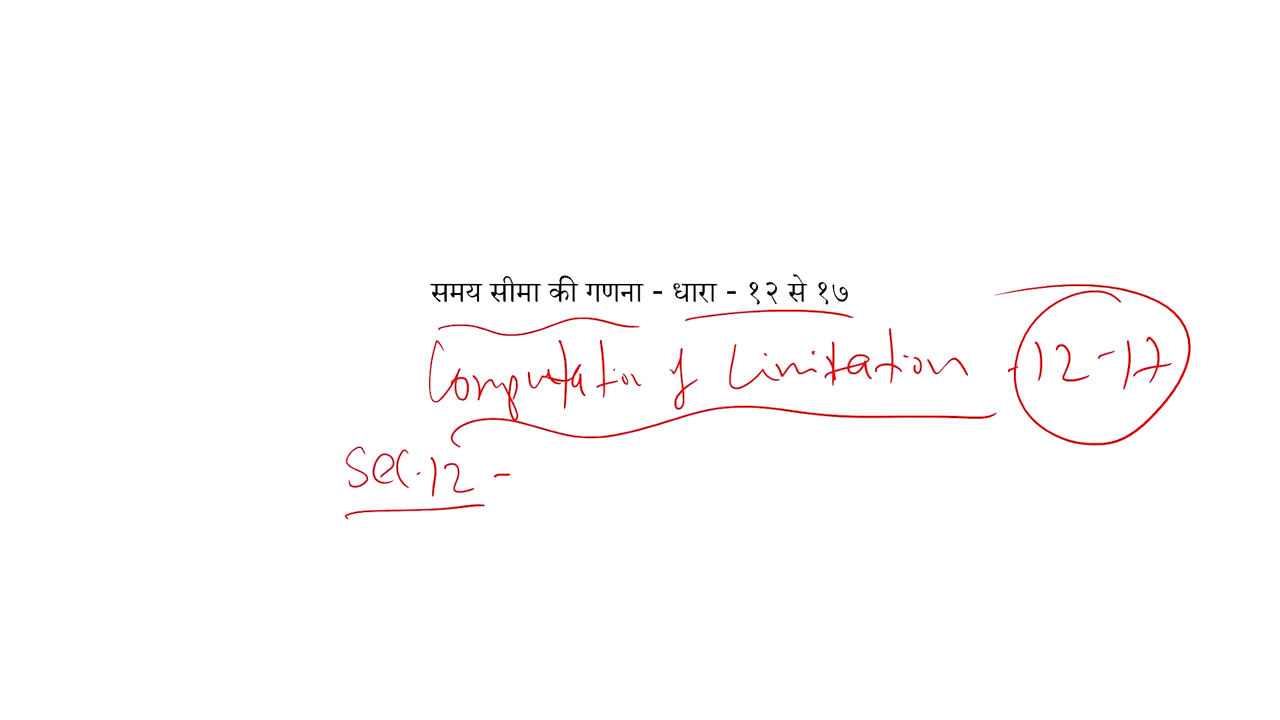 समय सीमा की गणना - धारा - १२ से १७
Computation of Limitation - 12-17
Sec. 12 -